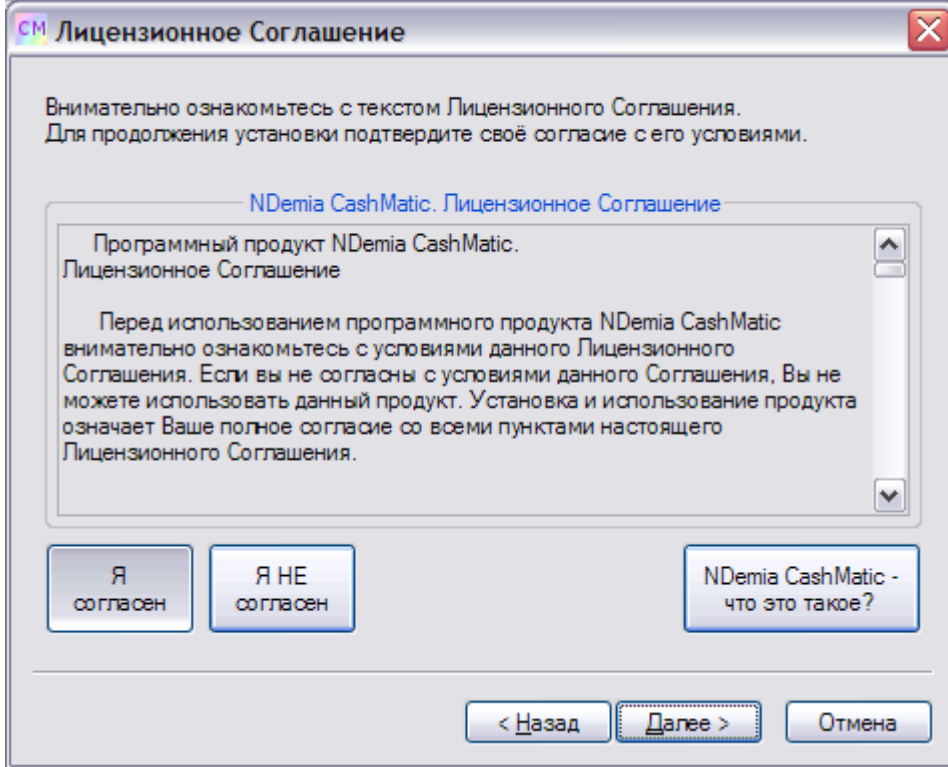 CM Лицензионное Соглашение
Внимательно ознакомьтесь с текстом Лицензионного Соглашения.
Для продолжения установки подтвердите своё согласие с его условиями.
NDemia CashMatic. Лицензионное Соглашение
Программный продукт NDemia CashMatic.
Лицензионное Соглашение
Перед использованием программного продукта NDemia CashMatic
внимательно ознакомьтесь с условиями данного Лицензионного
Соглашения. Если вы не согласны с условиями данного Соглашения, Вы не
можете использовать данный продукт. Установка и использование продукта
означает Ваше полное согласие со всеми пунктами настоящего
Лицензионного Соглашения.
Я
согласен
Я НЕ
согласен
NDemia CashMatic -
что это такое?
< Назад
Далее >
Отмена